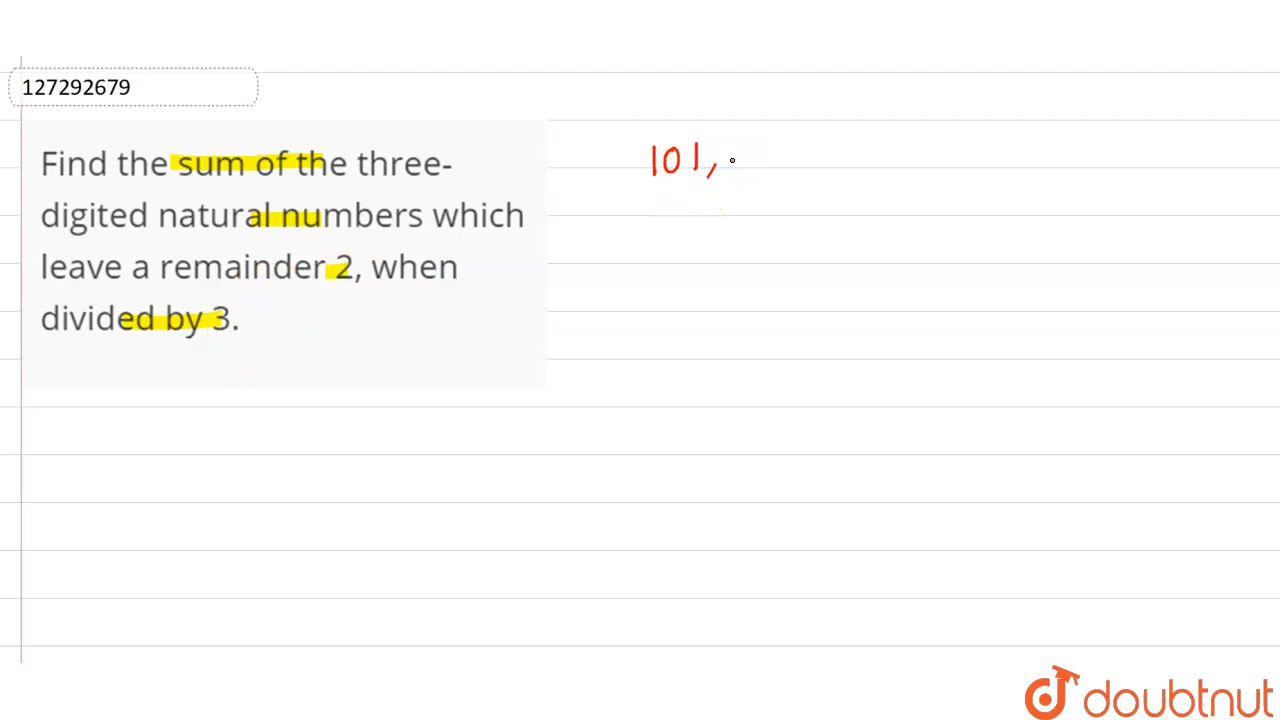 127292679
Find the sum of the three-
digited natural numbers which
leave a remainder 2, when
divided by 3.
101,
doubtnut